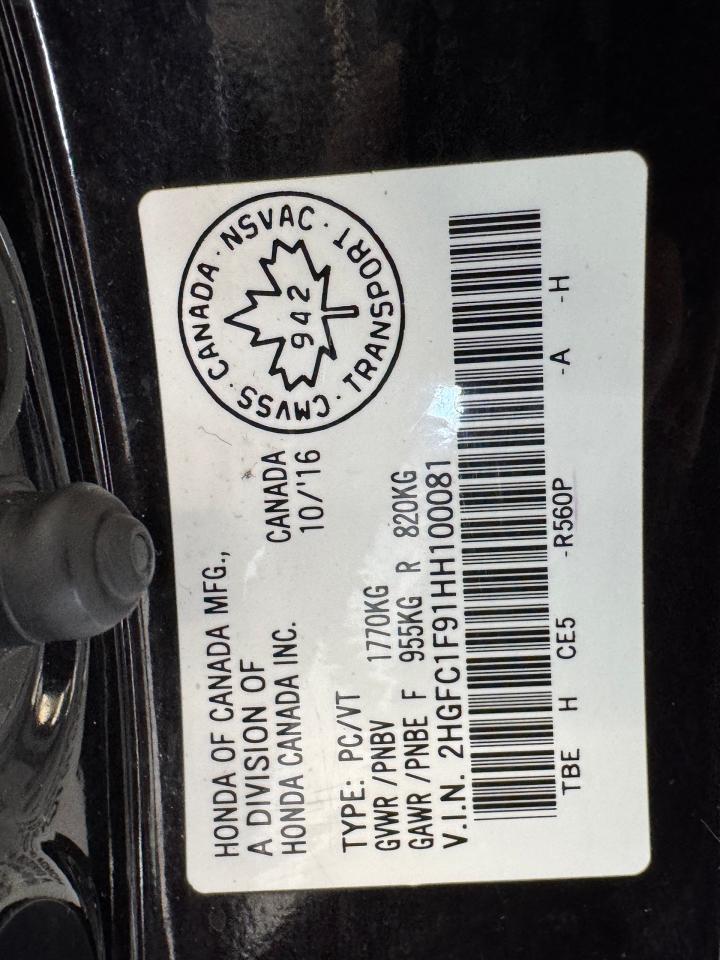 HONDA OF CANADA MFG.,
A DIVISION OF
HONDA CANADA INC.
CANADA
10/'16
CMVSS · CANADA · NSVAC · TRANSPORT ·
942
TYPE: PC/VT
GVWR /PNBV 1770KG
GAWR /PNBE F 955KG R 820KG
V.I.N. 2HGFC1F91HH100081
TBE H CE5 -R560P -A -H